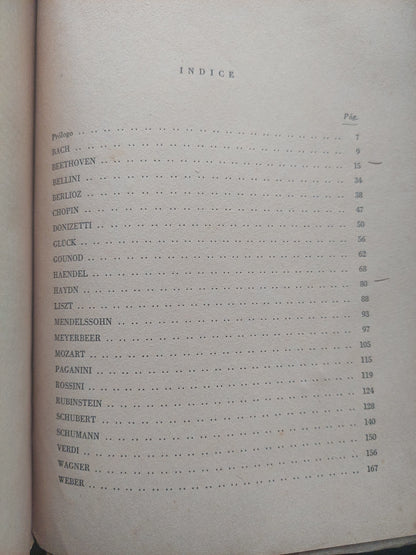 INDICE
Pág.
Prólogo .. .. .. .. .. .. .. .. .. .. .. .. .. .. .. .. .. .. 7
BACH .. .. .. .. .. .. .. .. .. .. .. .. .. .. .. .. .. .. 9
BEETHOVEN .. .. .. .. .. .. .. .. .. .. .. .. .. .. .. .. 15
BELLINI .. .. .. .. .. .. .. .. .. .. .. .. .. .. .. .. .. 34
BERLIOZ .. .. .. .. .. .. .. .. .. .. .. .. .. .. .. .. .. 38
CHOPIN .. .. .. .. .. .. .. .. .. .. .. .. .. .. .. .. .. 47
DONIZETTI .. .. .. .. .. .. .. .. .. .. .. .. .. .. .. .. 50
GLÜCK .. .. .. .. .. .. .. .. .. .. .. .. .. .. .. .. .. 56
GOUNOD .. .. .. .. .. .. .. .. .. .. .. .. .. .. .. .. .. 62
HAENDEL .. .. .. .. .. .. .. .. .. .. .. .. .. .. .. .. .. 68
HAYDN .. .. .. .. .. .. .. .. .. .. .. .. .. .. .. .. .. 80
LISZT .. .. .. .. .. .. .. .. .. .. .. .. .. .. .. .. .. .. 88
MENDELSSOHN .. .. .. .. .. .. .. .. .. .. .. .. .. .. .. 93
MEYERBEER .. .. .. .. .. .. .. .. .. .. .. .. .. .. .. .. 97
MOZART .. .. .. .. .. .. .. .. .. .. .. .. .. .. .. .. .. 105
PAGANINI .. .. .. .. .. .. .. .. .. .. .. .. .. .. .. .. 115
ROSSINI .. .. .. .. .. .. .. .. .. .. .. .. .. .. .. .. .. 119
RUBINSTEIN .. .. .. .. .. .. .. .. .. .. .. .. .. .. .. .. 124
SCHUBERT .. .. .. .. .. .. .. .. .. .. .. .. .. .. .. .. 128
SCHUMANN .. .. .. .. .. .. .. .. .. .. .. .. .. .. .. .. 140
VERDI .. .. .. .. .. .. .. .. .. .. .. .. .. .. .. .. .. .. 150
WAGNER .. .. .. .. .. .. .. .. .. .. .. .. .. .. .. .. .. 156
WEBER .. .. .. .. .. .. .. .. .. .. .. .. .. .. .. .. .. .. 167